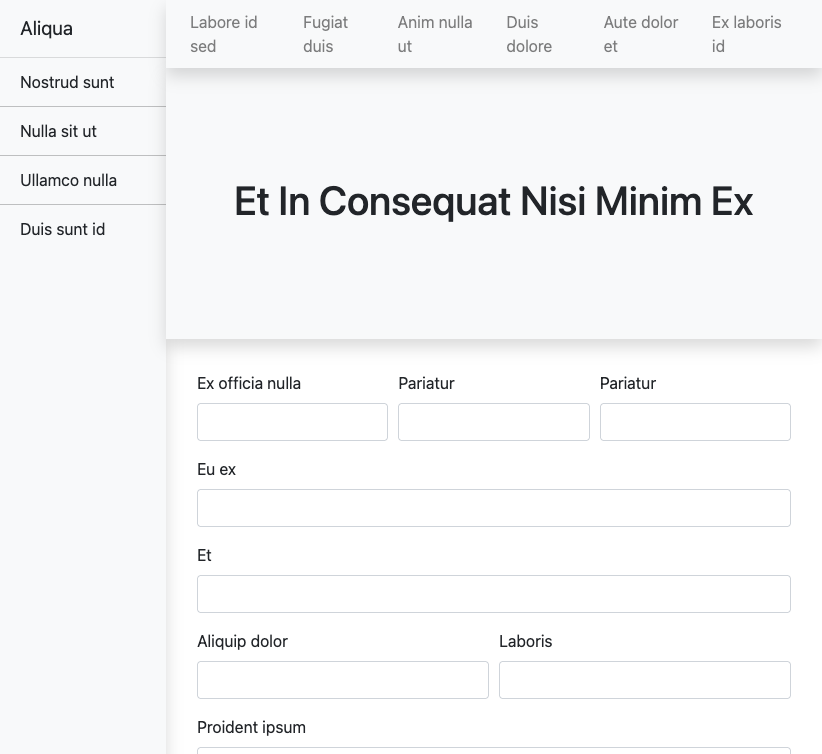 Aliqua
Nostrud sunt
Nulla sit ut
Ullamco nulla
Duis sunt id
Labore id sed
Fugiat duis
Anim nulla ut
Duis dolore
Aute dolor et
Ex laboris id
Et In Consequat Nisi Minim Ex
Ex officia nulla
Pariatur
Pariatur
Eu ex
Et
Aliquip dolor
Laboris
Proident ipsum